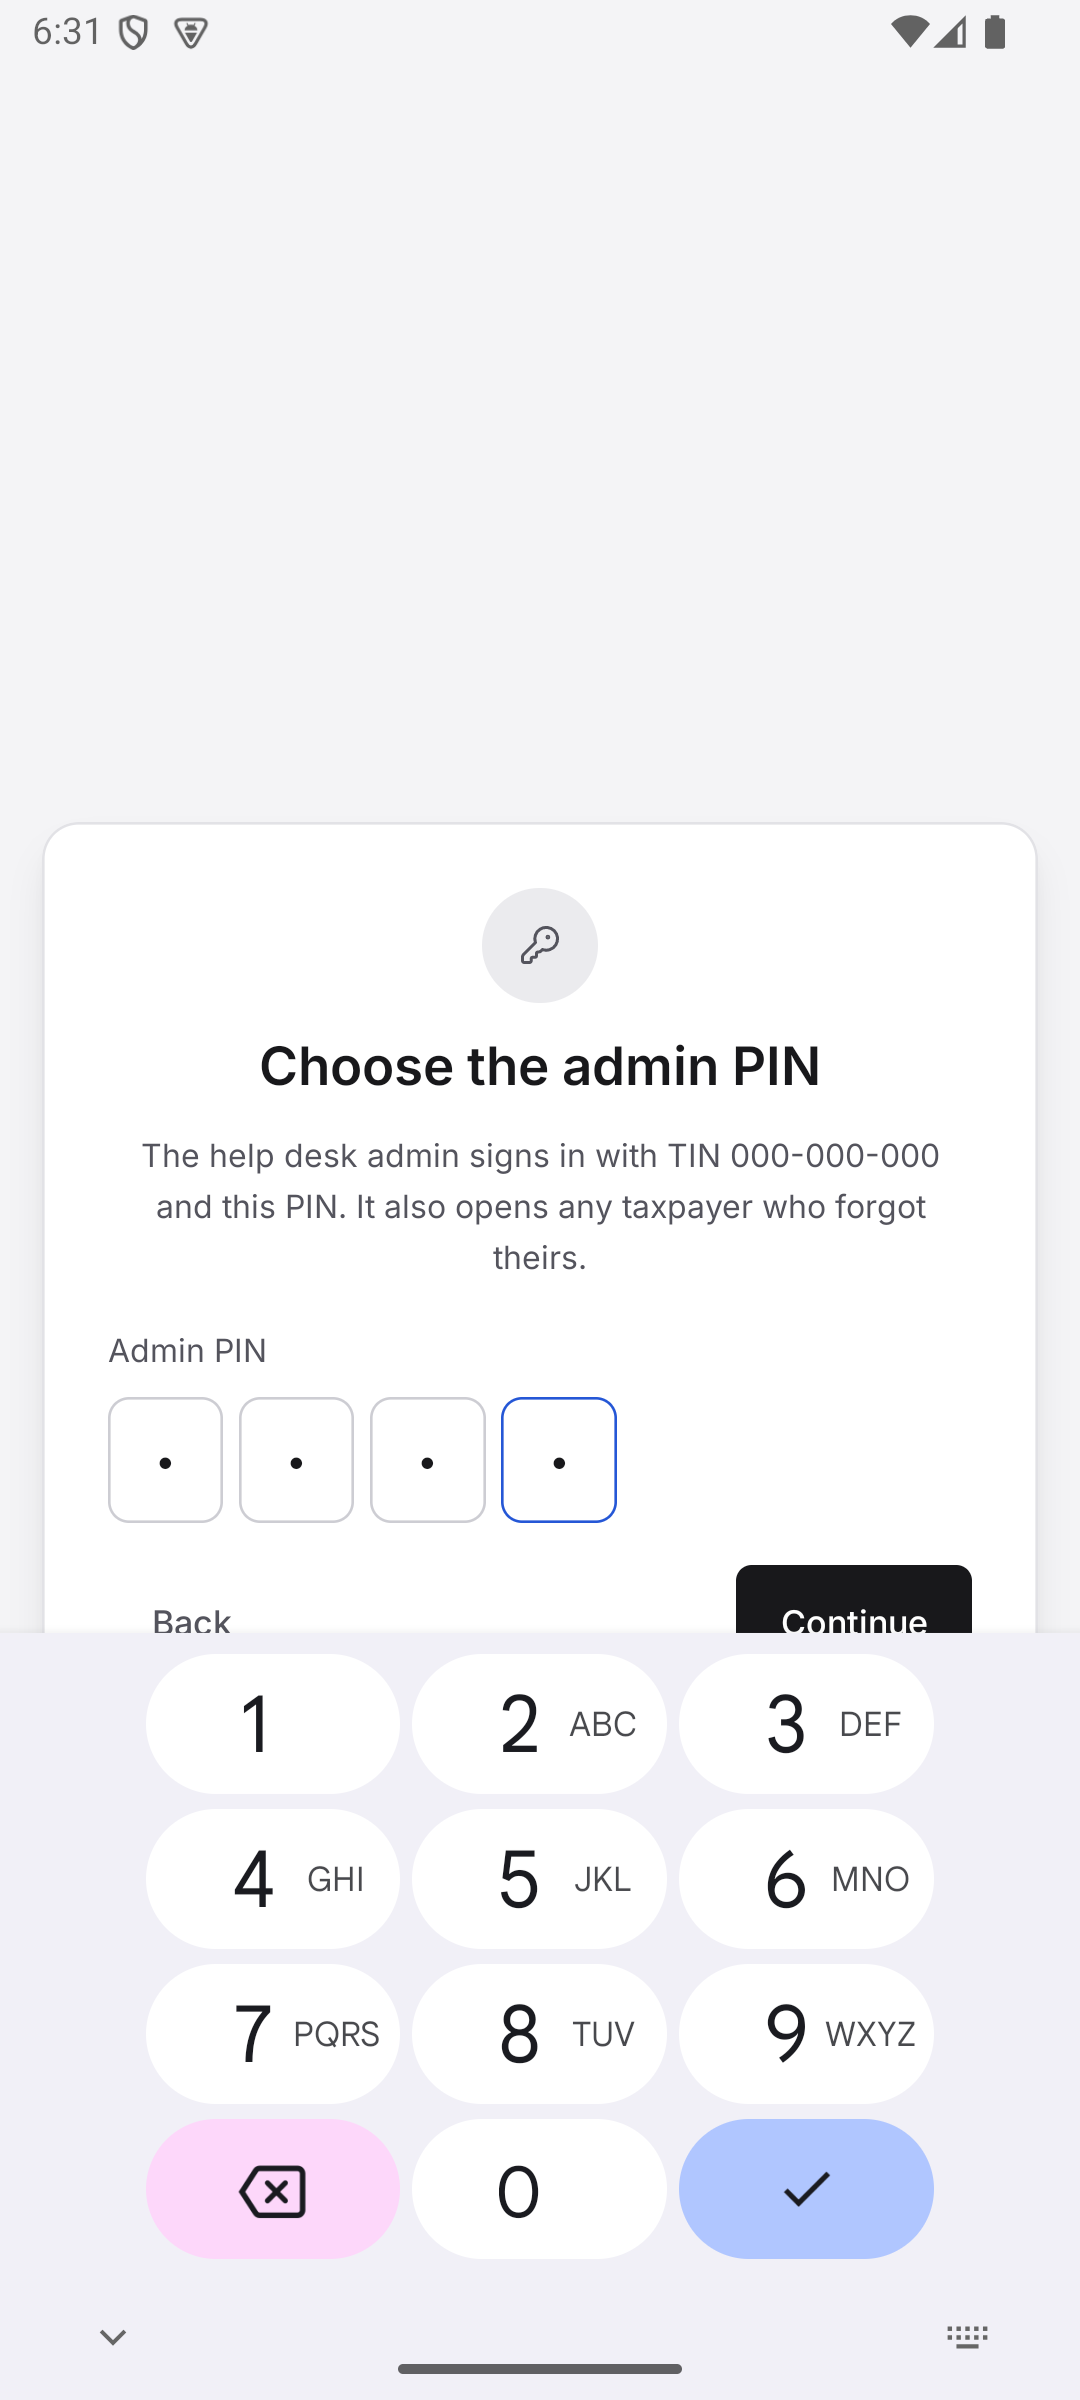 6:31
Choose the admin PIN
The help desk admin signs in with TIN 000-000-000
and this PIN. It also opens any taxpayer who forgot
theirs.
Admin PIN
Back
Continue
1
2 ABC
3 DEF
4 GHI
5 JKL
6 MNO
7 PQRS
8 TUV
9 WXYZ
0